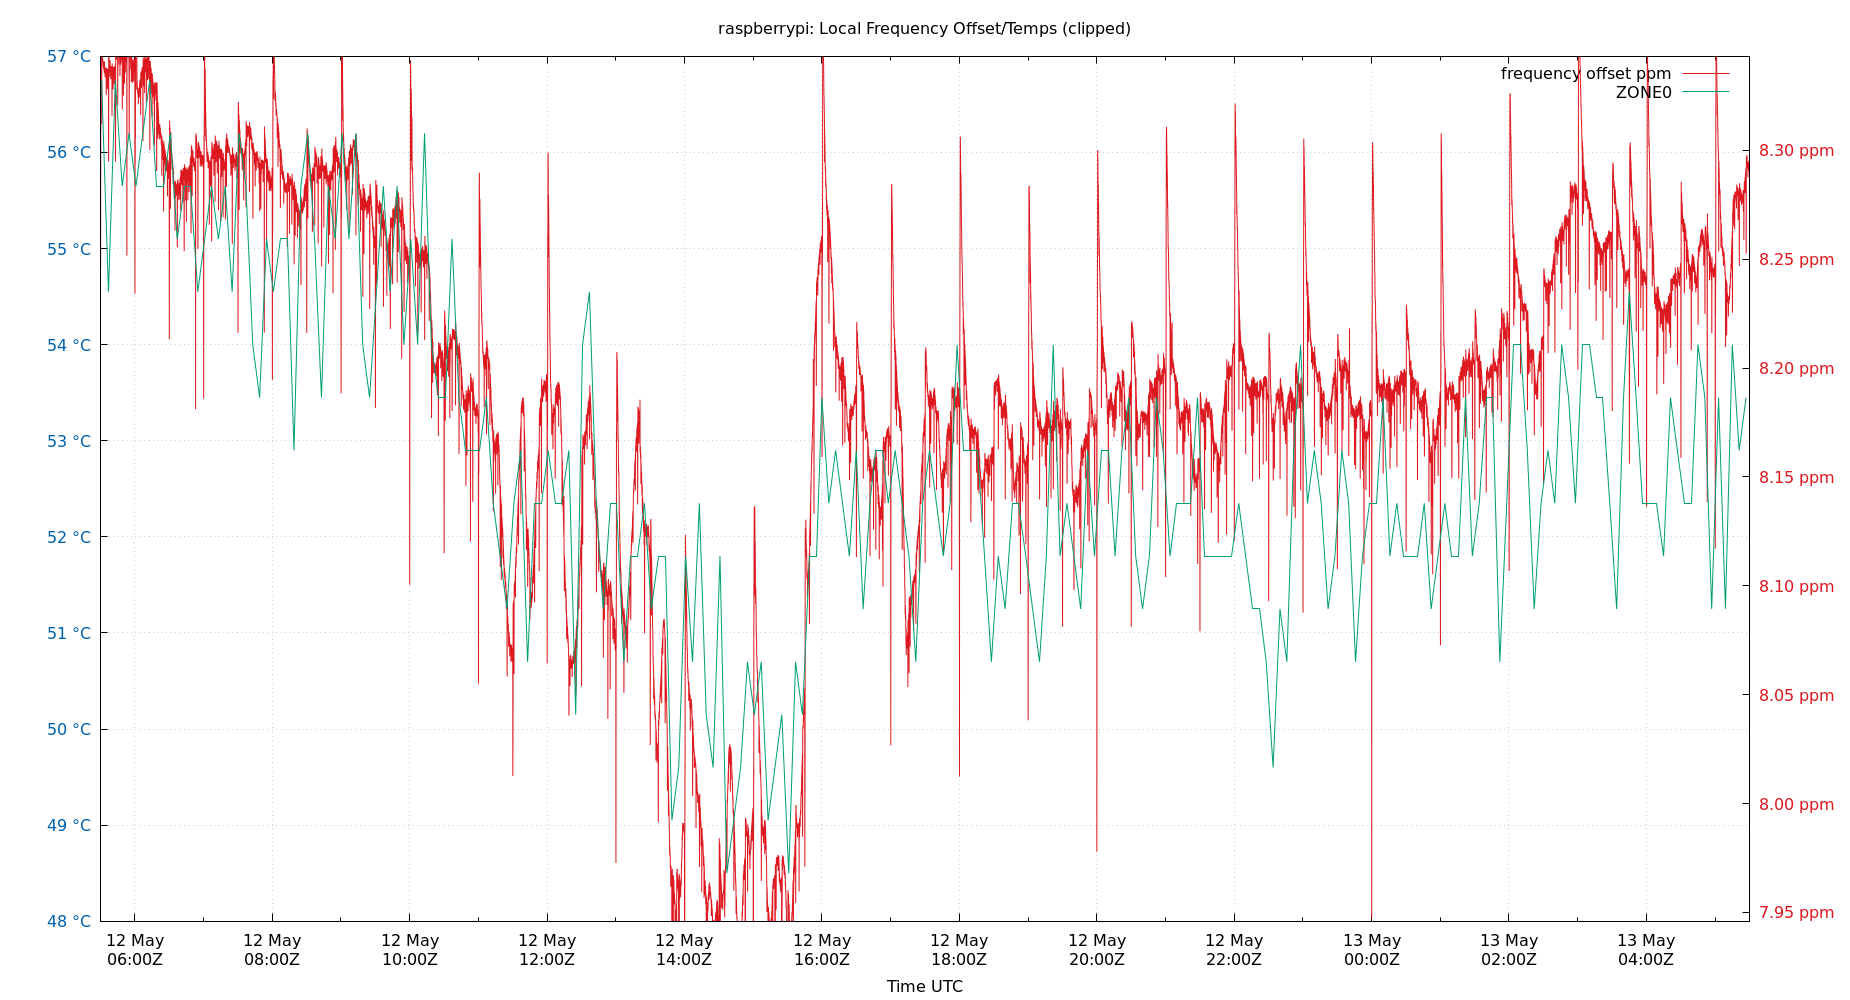 raspberrypi: Local Frequency Offset/Temps (clipped)
57 °C
56 °C
55 °C
54 °C
53 °C
52 °C
51 °C
50 °C
49 °C
48 °C
frequency offset ppm
ZONE0
8.30 ppm
8.25 ppm
8.20 ppm
8.15 ppm
8.10 ppm
8.05 ppm
8.00 ppm
7.95 ppm
12 May 12 May 12 May 12 May 12 May 12 May 12 May 12 May 12 May 13 May 13 May 13 May
06:00Z 08:00Z 10:00Z 12:00Z 14:00Z 16:00Z 18:00Z 20:00Z 22:00Z 00:00Z 02:00Z 04:00Z
Time UTC